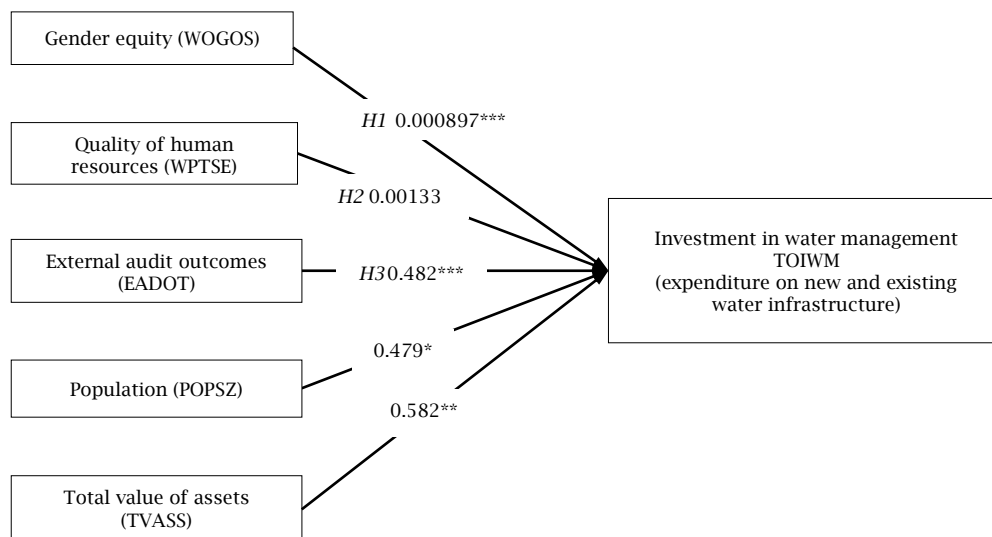 Gender equity (WOGOS)
H1 0.000897***
Quality of human
resources (WPTSE)
H2 0.00133
External audit outcomes
(EADOT)
H3 0.482***
Population (POPSZ)
0.479*
Total value of assets
(TVASS)
0.582**
Investment in water management
TOIWM
(expenditure on new and existing
water infrastructure)